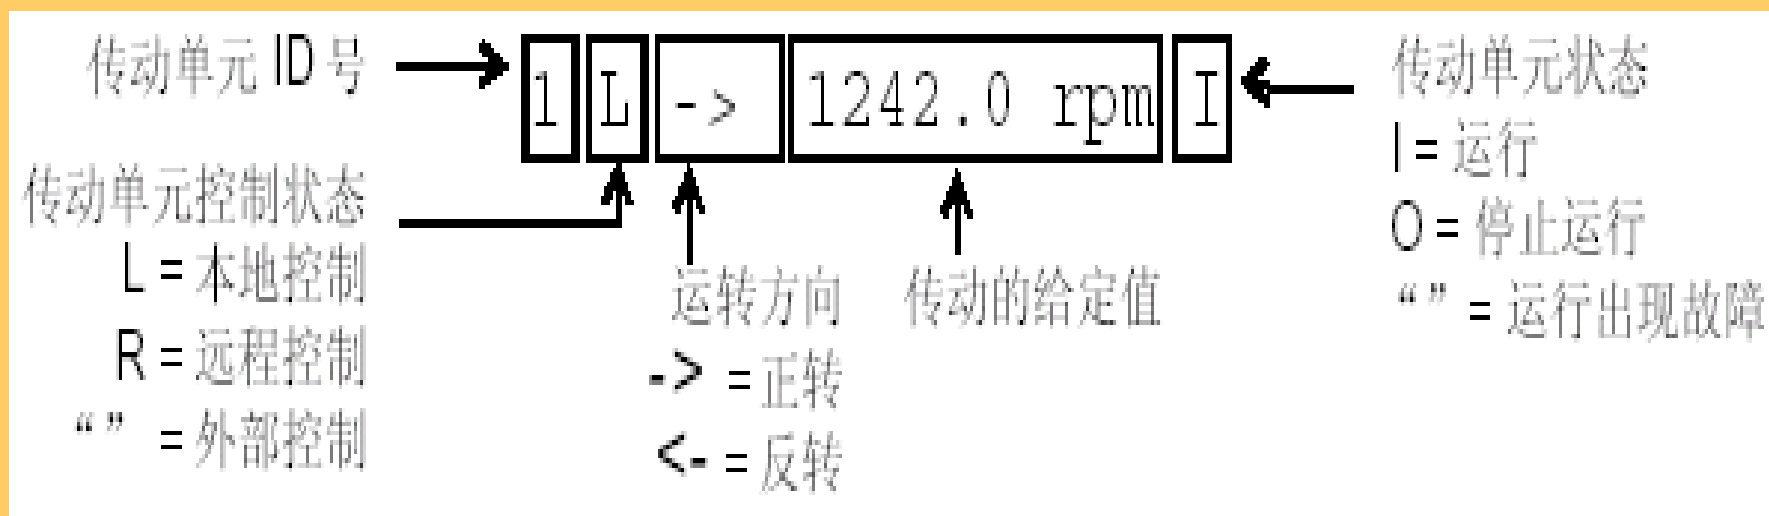 传动单元 ID 号
1 L -> 1242.0 rpm I
传动单元状态
I = 运行
O = 停止运行
“ ” = 运行出现故障
传动单元控制状态
L = 本地控制
R = 远程控制
“ ” = 外部控制
运转方向
-> = 正转
<- = 反转
传动的给定值